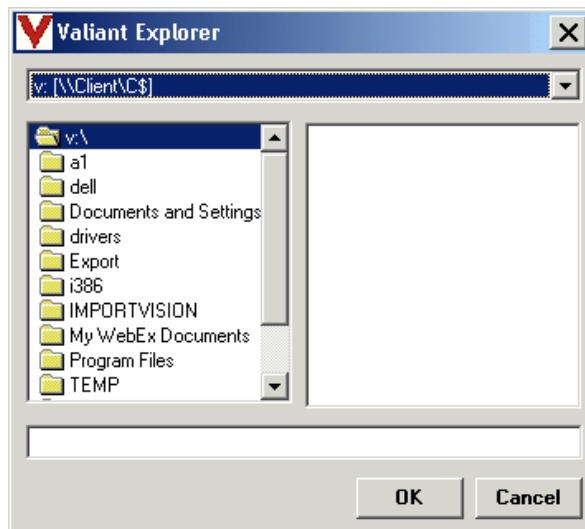 Valiant Explorer
v: [\\Client\C$]
v:\
a1
dell
Documents and Settings
drivers
Export
i386
IMPORTVISION
My WebEx Documents
Program Files
TEMP
OK
Cancel